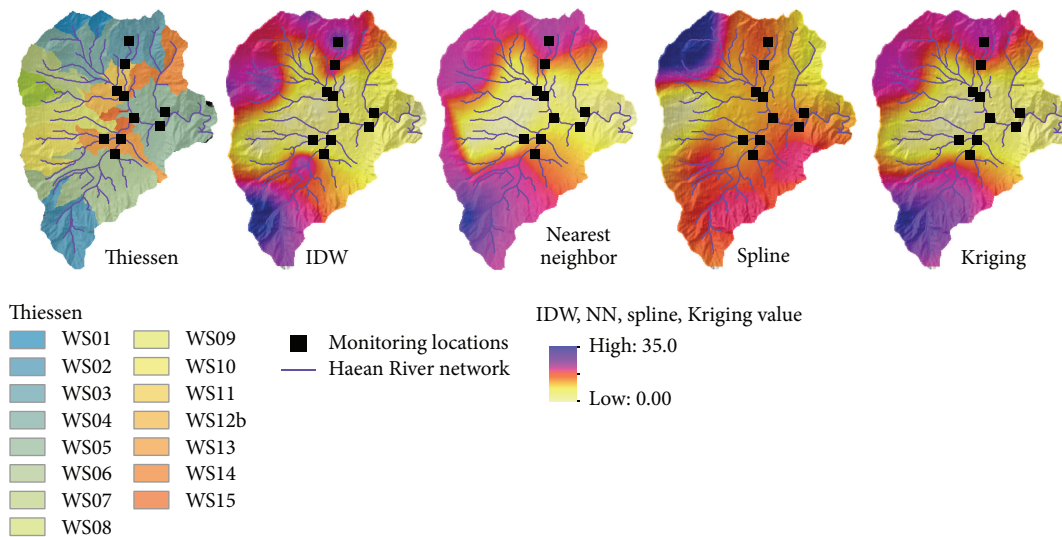 Thiessen
IDW
Nearest
neighbor
Spline
Kriging
Thiessen
WS01
WS02
WS03
WS04
WS05
WS06
WS07
WS08
WS09
WS10
WS11
WS12b
WS13
WS14
WS15
Monitoring locations
Haean River network
IDW, NN, spline, Kriging value
High: 35.0
Low: 0.00